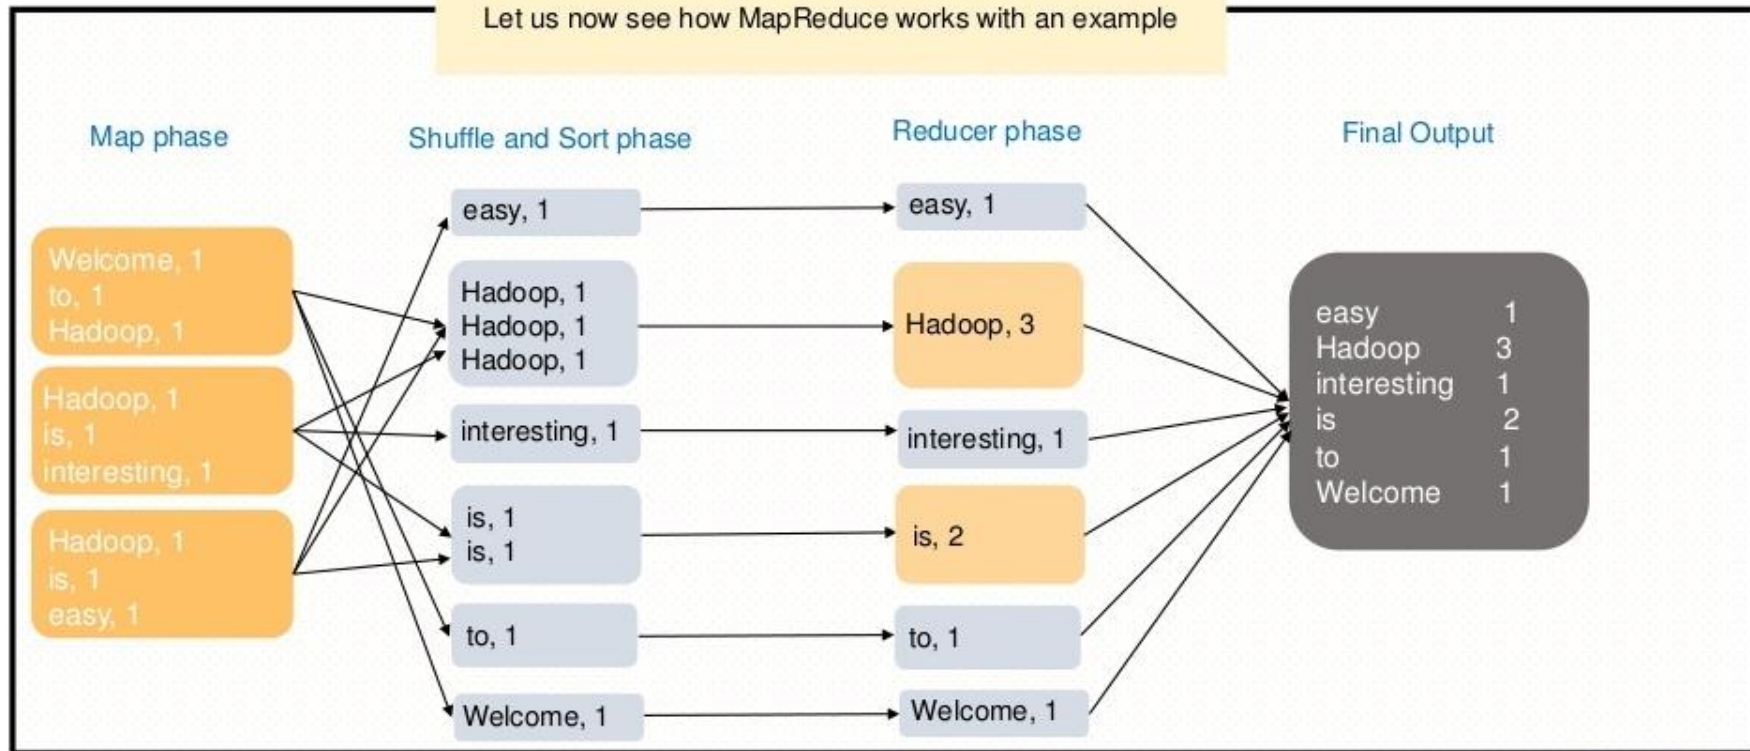 Let us now see how MapReduce works with an example
Map phase
Welcome, 1
to, 1
Hadoop, 1
Hadoop, 1
is, 1
interesting, 1
Hadoop, 1
is, 1
easy, 1
Shuffle and Sort phase
easy, 1
Hadoop, 1
Hadoop, 1
Hadoop, 1
interesting, 1
is, 1
is, 1
to, 1
Welcome, 1
Reducer phase
easy, 1
Hadoop, 3
interesting, 1
is, 2
to, 1
Welcome, 1
Final Output
easy 1
Hadoop 3
interesting 1
is 2
to 1
Welcome 1